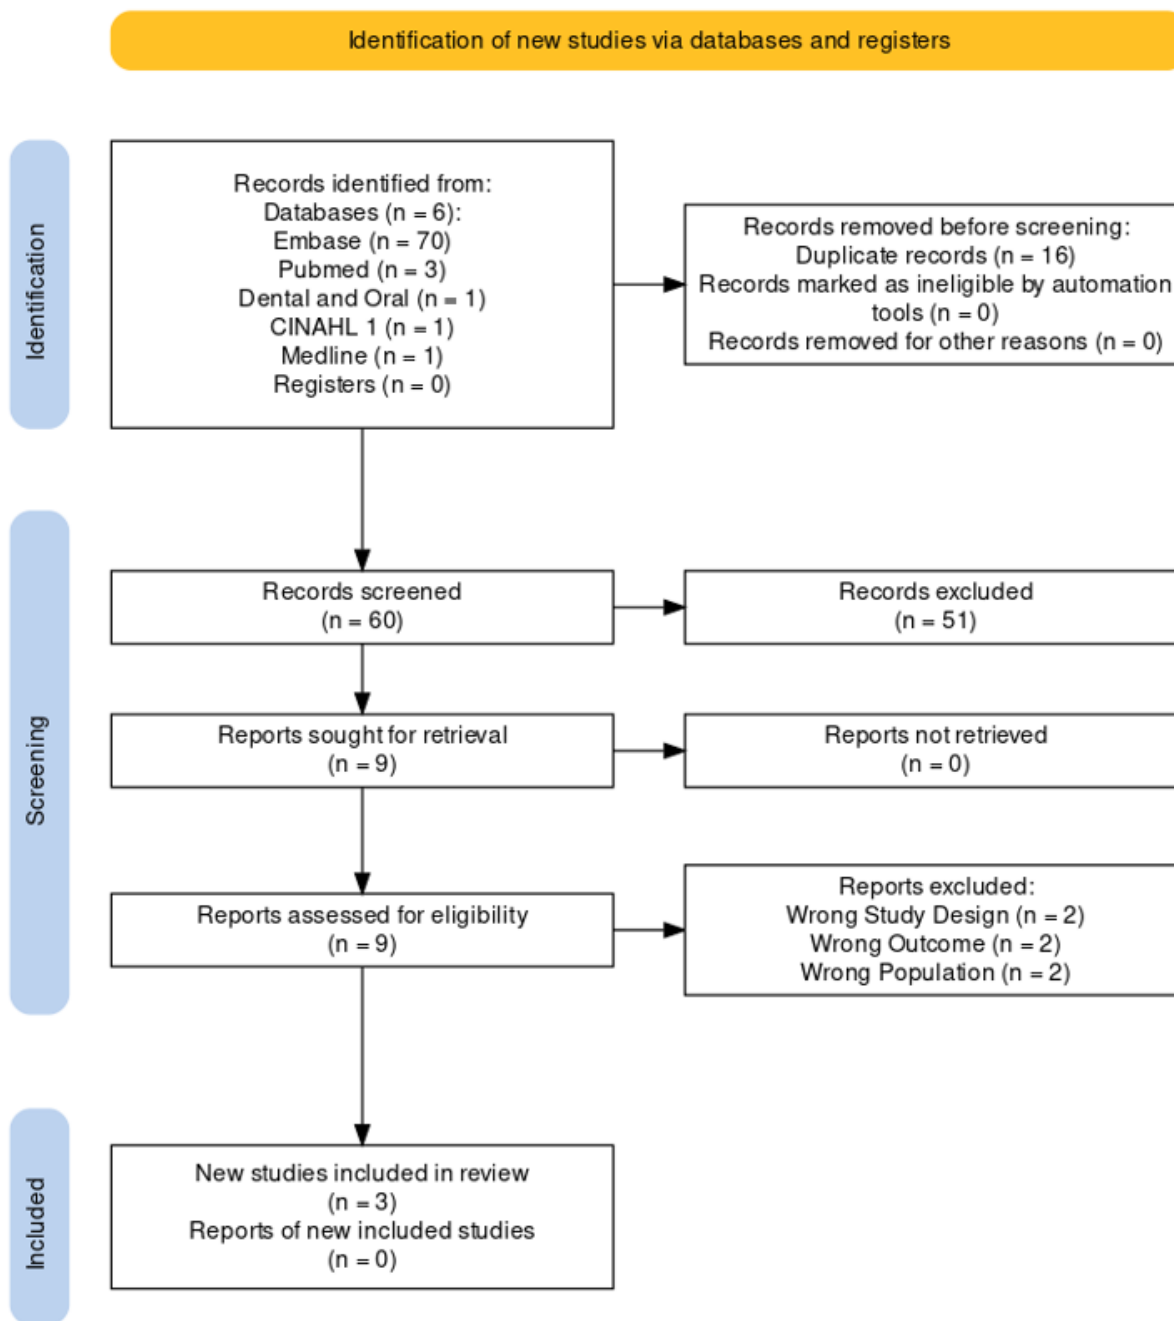 Identification of new studies via databases and registers
Identification
Records identified from:
Databases (n = 6):
Embase (n = 70)
Pubmed (n = 3)
Dental and Oral (n = 1)
CINAHL 1 (n = 1)
Medline (n = 1)
Registers (n = 0)
Records removed before screening:
Duplicate records (n = 16)
Records marked as ineligible by automation
tools (n = 0)
Records removed for other reasons (n = 0)
Screening
Records screened
(n = 60)
Records excluded
(n = 51)
Reports sought for retrieval
(n = 9)
Reports not retrieved
(n = 0)
Reports assessed for eligibility
(n = 9)
Reports excluded:
Wrong Study Design (n = 2)
Wrong Outcome (n = 2)
Wrong Population (n = 2)
Included
New studies included in review
(n = 3)
Reports of new included studies
(n = 0)